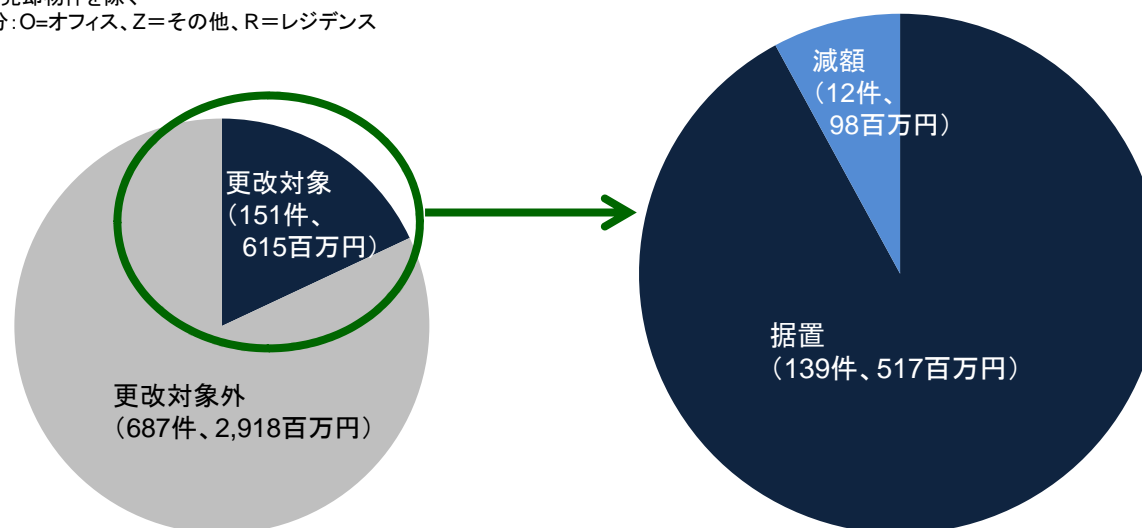 分：O=オフィス、Z＝その他、R＝レジデンス
減額
（12件、
98百万円）
更改対象
（151件、
615百万円）
据置
（139件、517百万円）
更改対象外
（687件、2,918百万円）